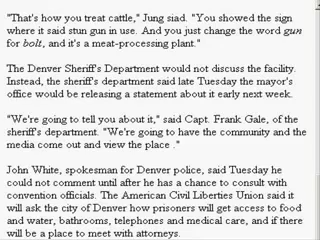 "That's how you treat cattle," Jung siad. "You showed the sign
where it said stun gun in use. And you just change the word gun
for bolt, and it's a meat-processing plant."
The Denver Sheriff's Department would not discuss the facility.
Instead, the sheriff's department said late Tuesday the mayor's
office would be releasing a statement about it early next week.
"We're going to tell you about it," said Capt. Frank Gale, of
the sheriff's department. "We're going to have the community and
media come out and view the place ."
John White, spokesman for Denver police, said Tuesday he
could not comment until after he has a chance to consult with
convention officials. The American Civil Liberties Union said it
will ask the city of Denver how prisoners will get access to food
and water, bathrooms, telephones and medical care, and if there
will be a place to meet with attorneys.